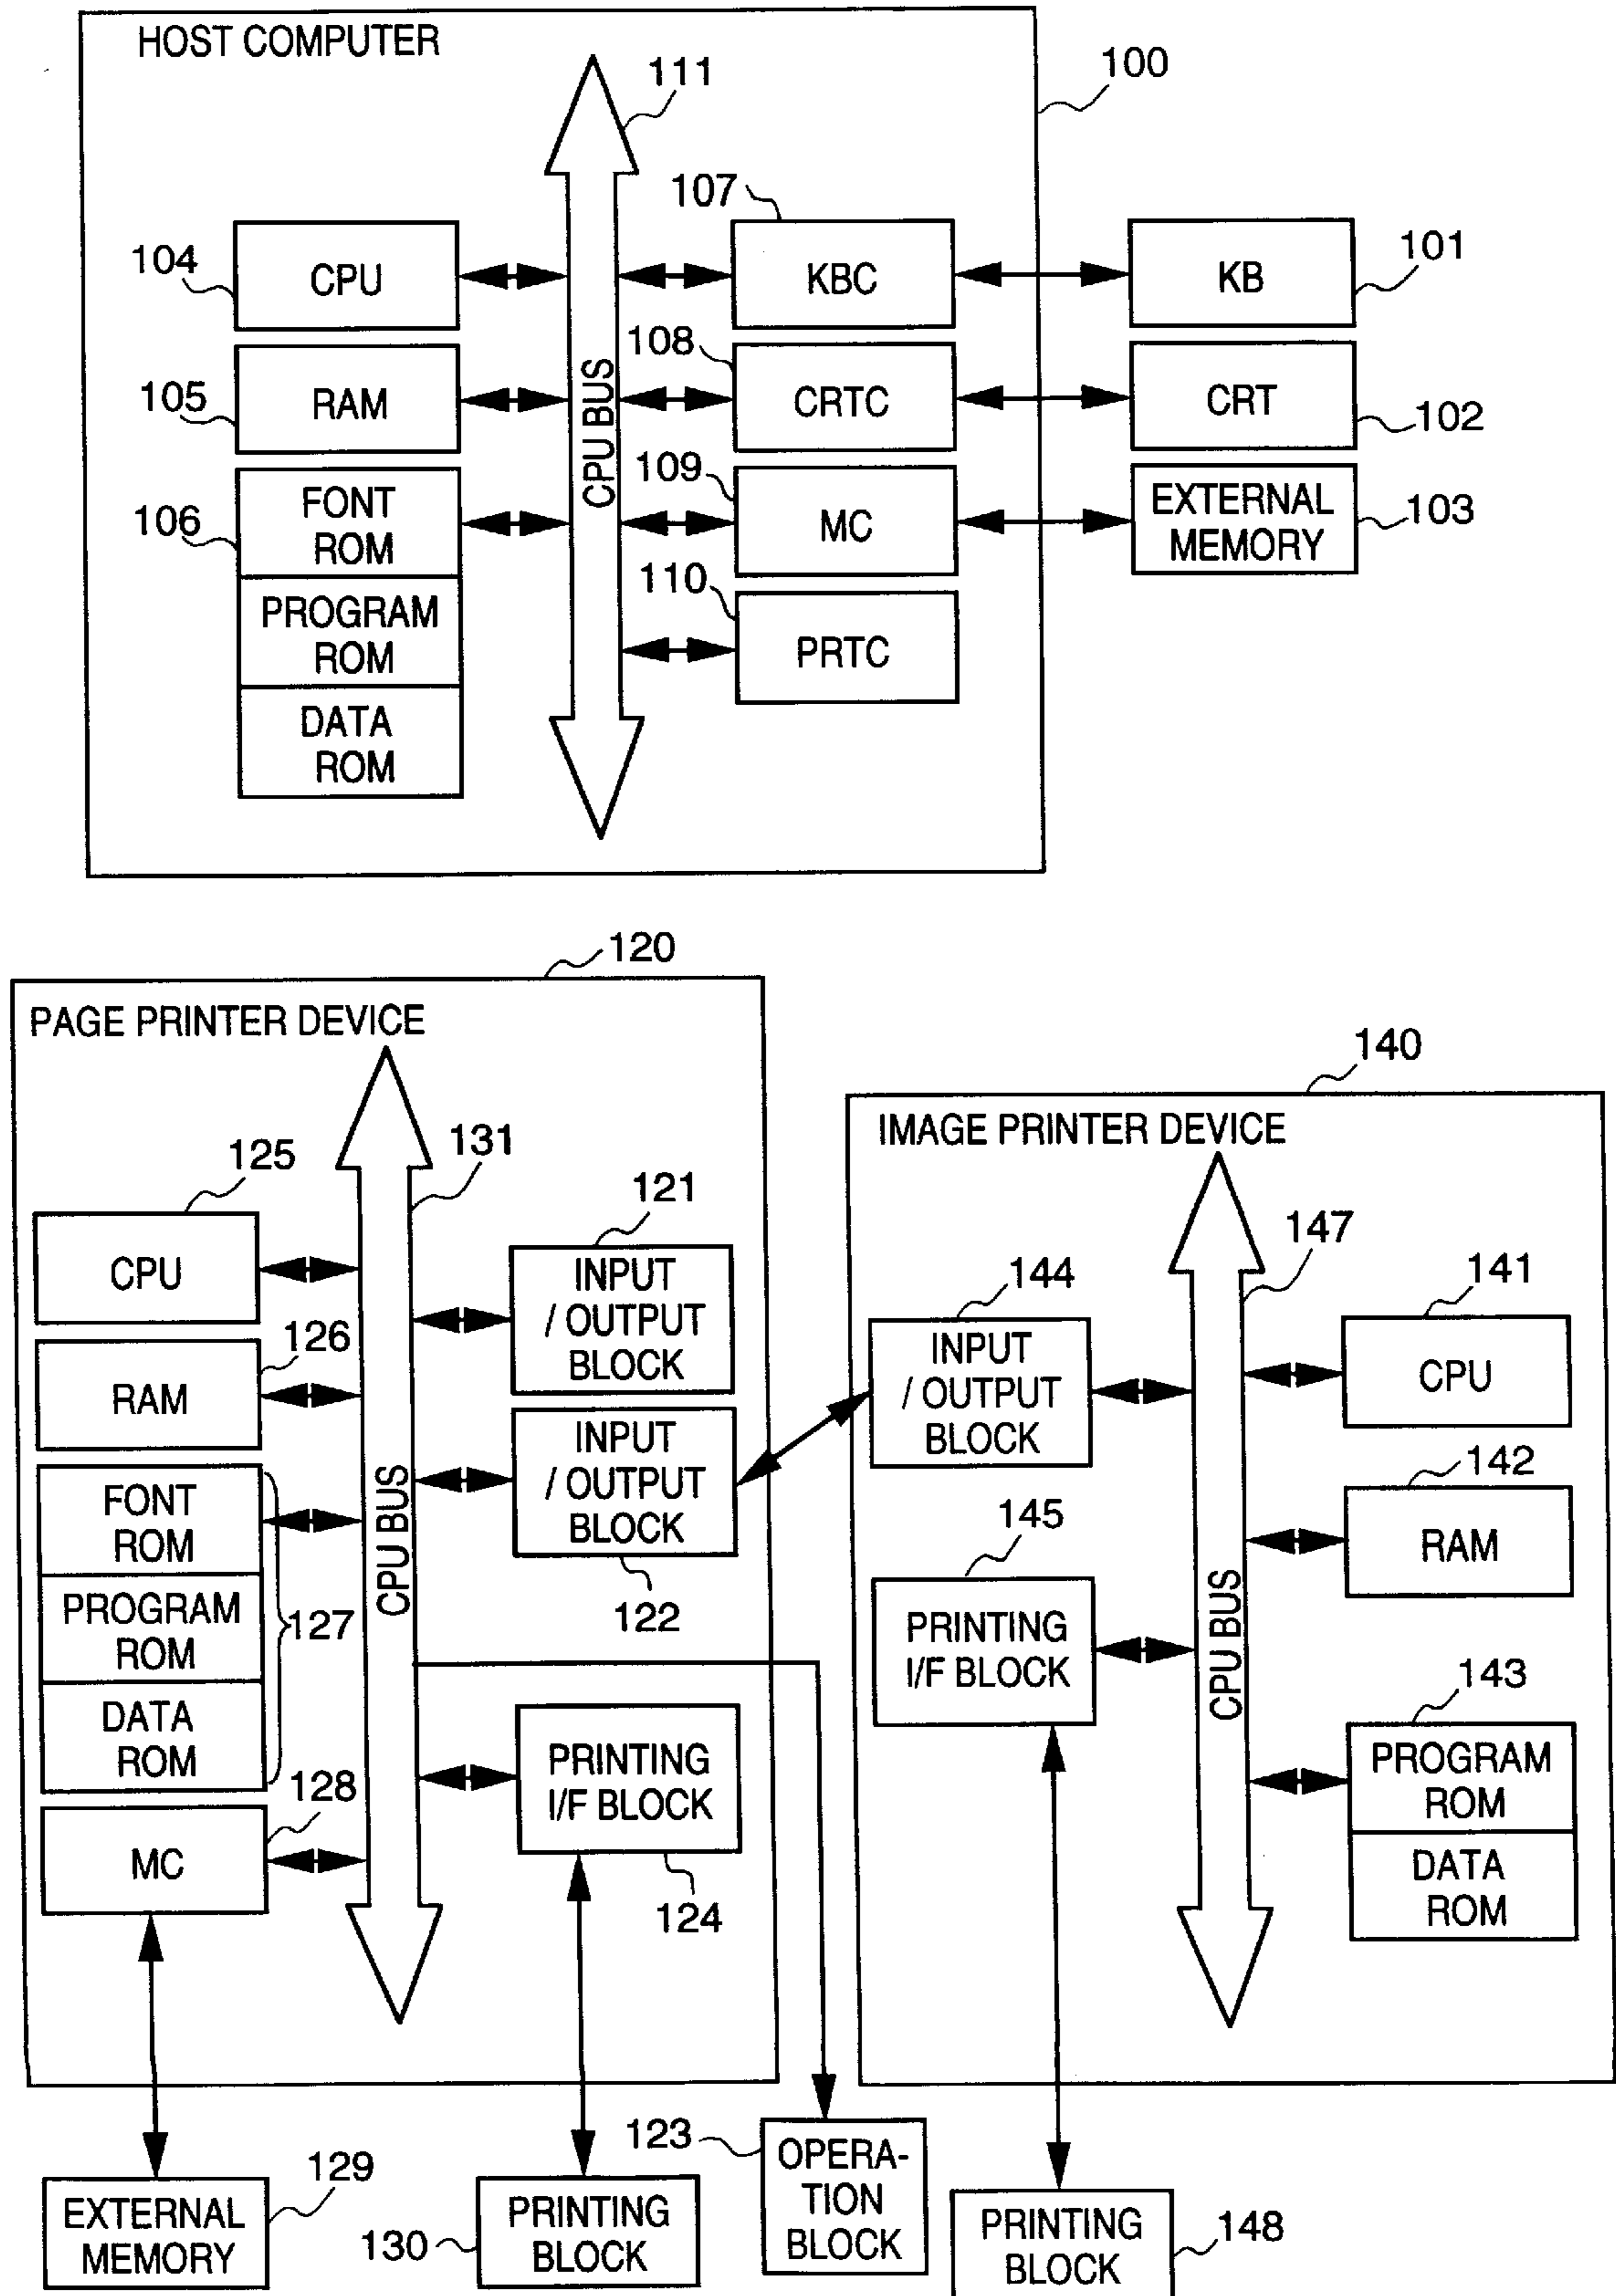 HOST COMPUTER
111
100
107
104
CPU
KBC
KB
101
108
105
RAM
CPU BUS
CRTC
CRT
102
109
106
FONT
ROM
MC
EXTERNAL
MEMORY
103
110
PROGRAM
ROM
PRTC
DATA
ROM
120
PAGE PRINTER DEVICE
125
131
121
CPU
INPUT
/ OUTPUT
BLOCK
126
RAM
INPUT
/ OUTPUT
BLOCK
122
FONT
ROM
CPU BUS
PROGRAM
ROM
127
DATA
ROM
PRINTING
I/F BLOCK
124
128
MC
140
IMAGE PRINTER DEVICE
147
144
141
INPUT
/ OUTPUT
BLOCK
CPU
142
145
RAM
PRINTING
I/F BLOCK
CPU BUS
143
PROGRAM
ROM
DATA
ROM
129
EXTERNAL
MEMORY
130
PRINTING
BLOCK
123
OPERA-
TION
BLOCK
PRINTING
BLOCK
148